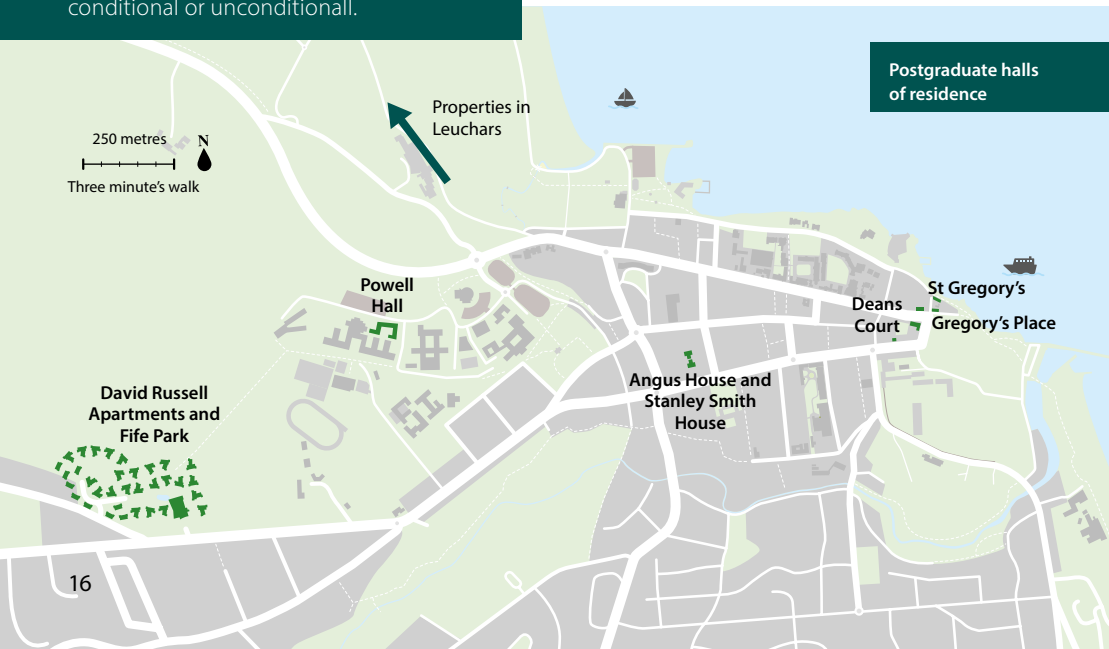 conditional or unconditionall.
Postgraduate halls
of residence
Properties in
Leuchars
250 metres
N
Three minute's walk
Powell
Hall
St Gregory's
Deans
Court
Gregory's Place
Angus House and
Stanley Smith
House
David Russell
Apartments and
Fife Park
16